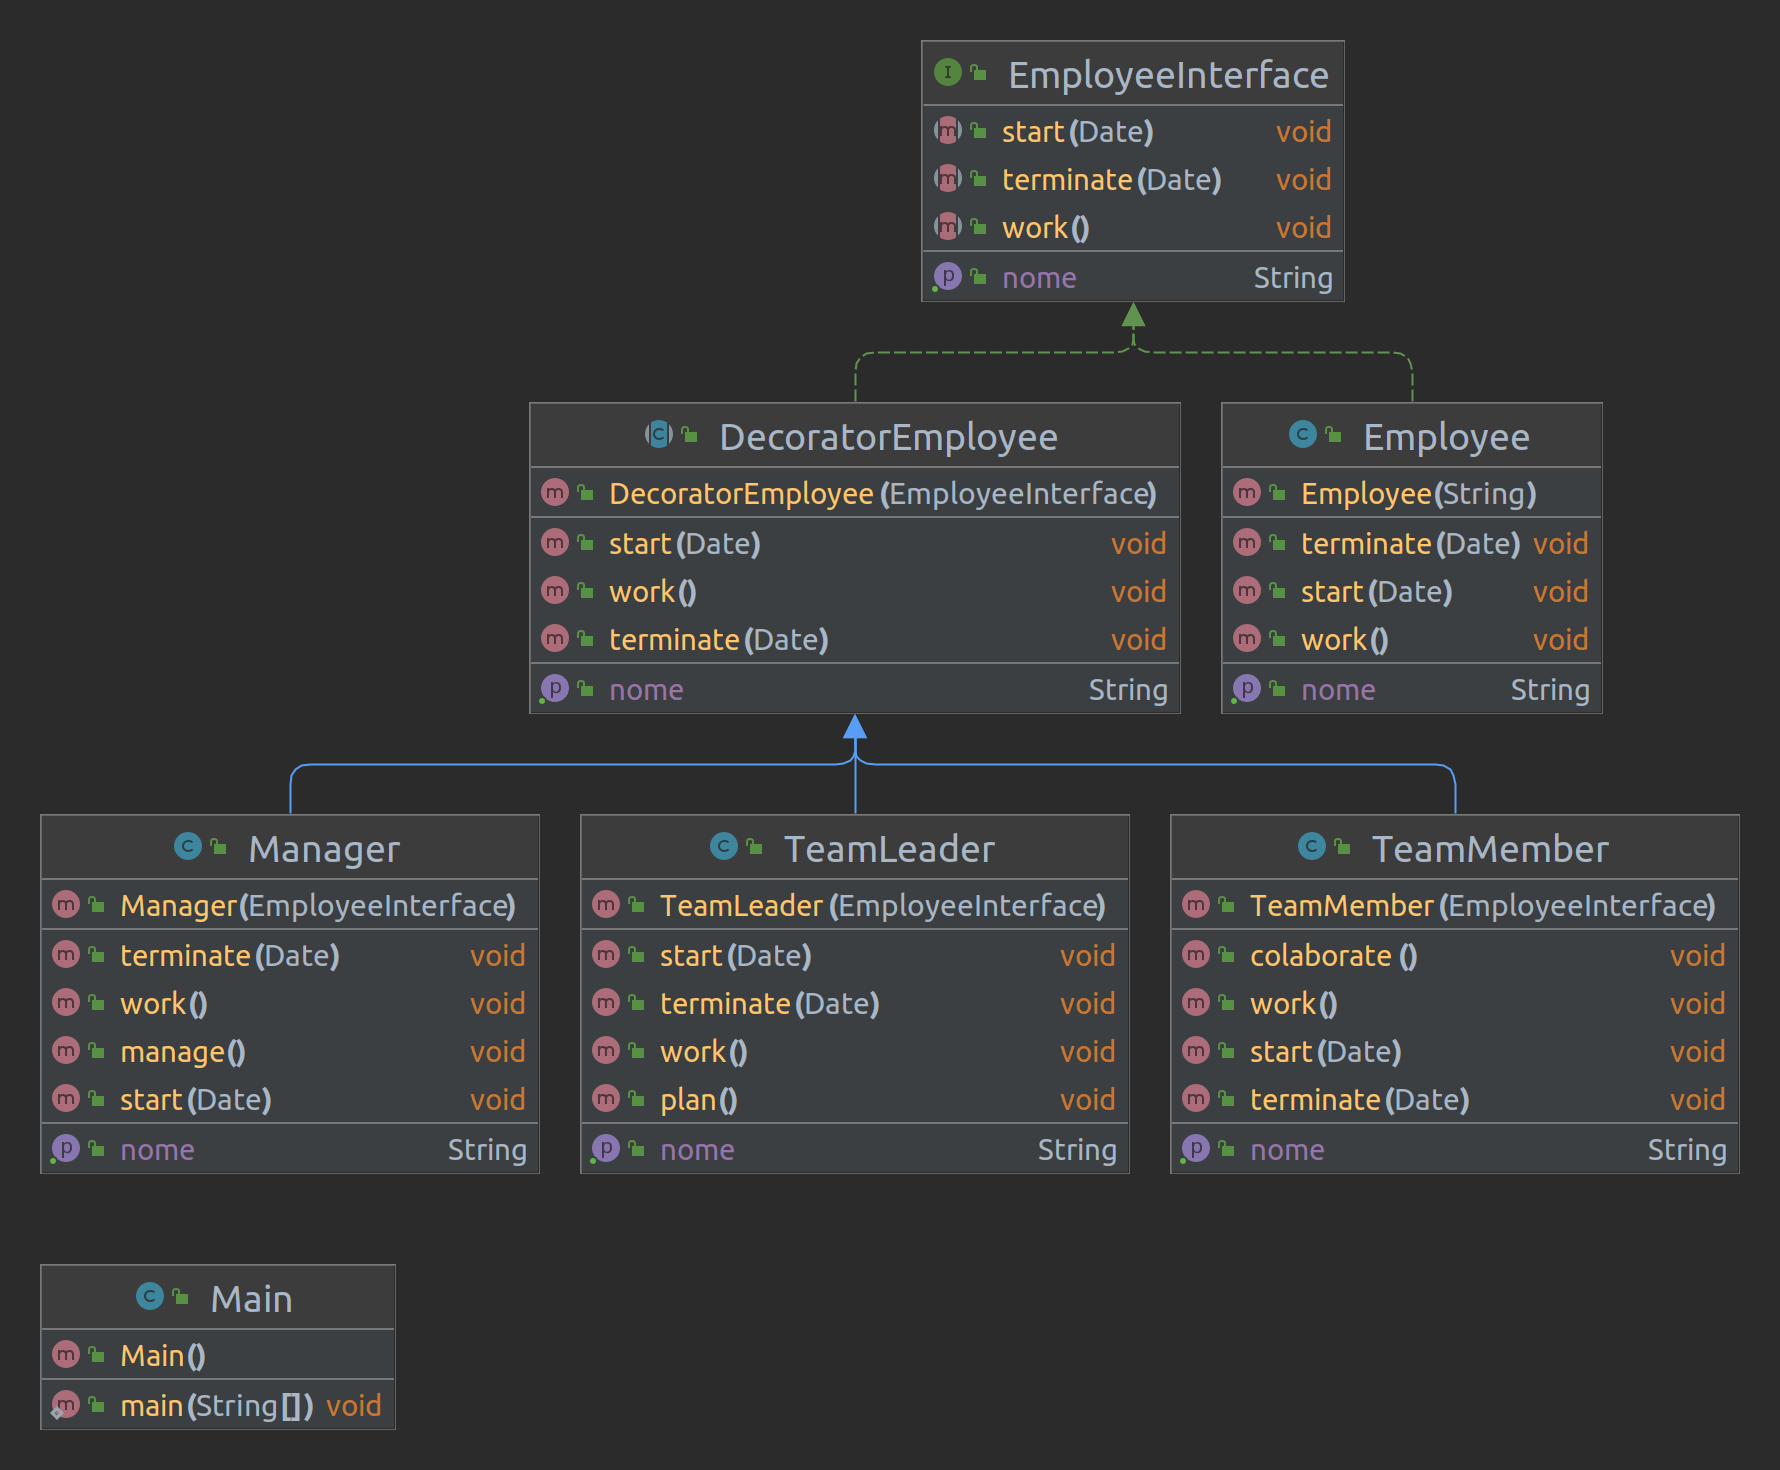 EmployeeInterface
start(Date) void
terminate(Date) void
work() void
nome String
DecoratorEmployee
DecoratorEmployee(EmployeeInterface)
start(Date) void
work() void
terminate(Date) void
nome String
Employee
Employee(String)
terminate(Date) void
start(Date) void
work() void
nome String
Manager
Manager(EmployeeInterface)
terminate(Date) void
work() void
manage() void
start(Date) void
nome String
TeamLeader
TeamLeader(EmployeeInterface)
start(Date) void
terminate(Date) void
work() void
plan() void
nome String
TeamMember
TeamMember(EmployeeInterface)
colaborate() void
work() void
start(Date) void
terminate(Date) void
nome String
Main
Main()
main(String[]) void